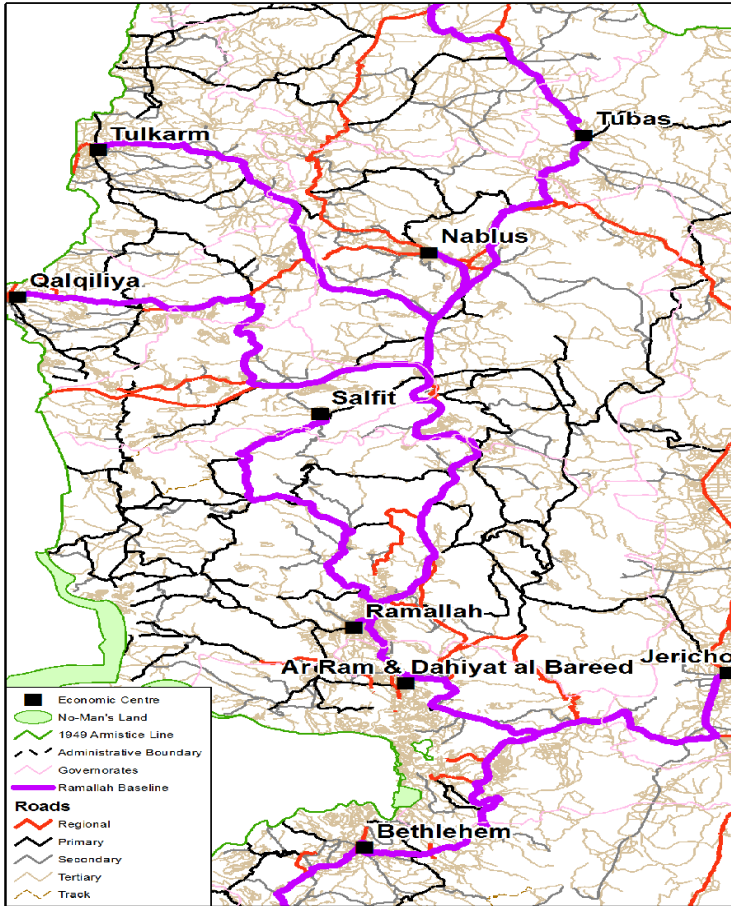 Tubas
Tulkarm
Nablus
Qalqiliya
Salfit
Ramallah
Ar Ram & Dahiyat al Bareed
Jericho
Bethlehem
Economic Centre
No-Man's Land
1949 Armistice Line
Administrative Boundary
Governorates
Ramallah Baseline
Roads
Regional
Primary
Secondary
Tertiary
Track